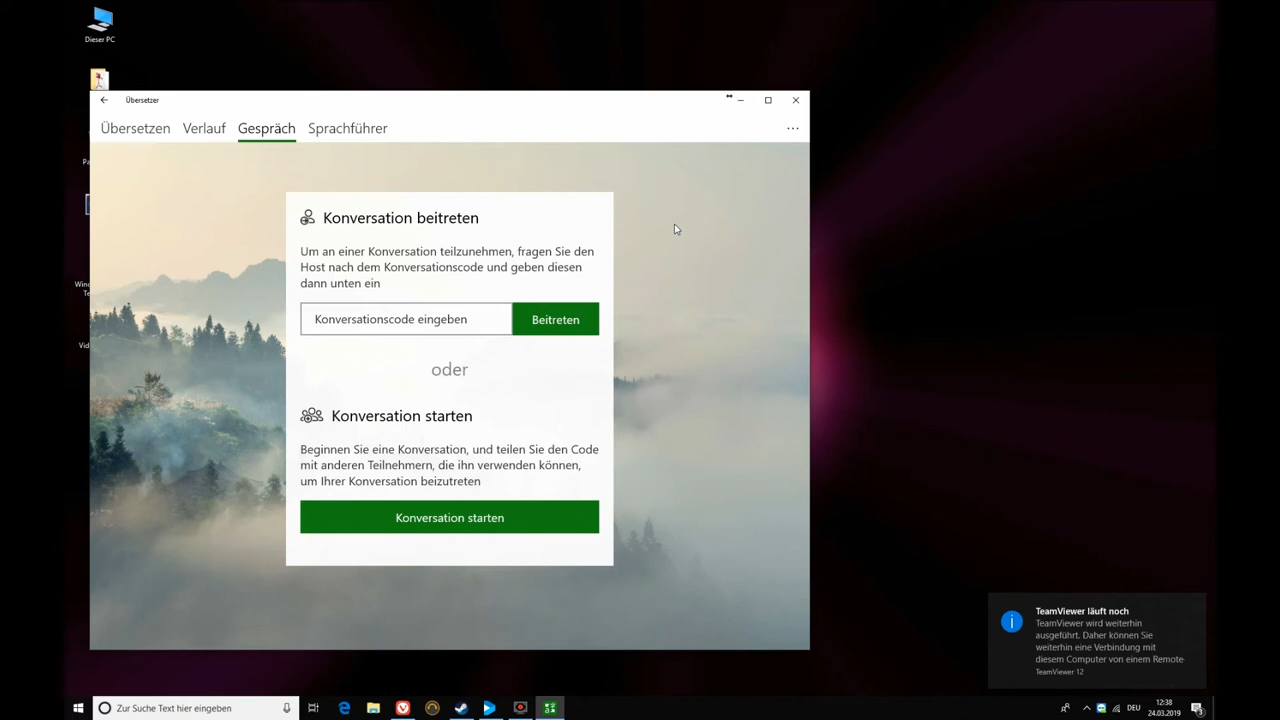 Dieser PC
Übersetzer
Übersetzen Verlauf Gespräch Sprachführer
Konversation beitreten
Um an einer Konversation teilzunehmen, fragen Sie den
Host nach dem Konversationscode und geben diesen
dann unten ein
Konversationscode eingeben
Beitreten
oder
Konversation starten
Beginnen Sie eine Konversation, und teilen Sie den Code
mit anderen Teilnehmern, die ihn verwenden können,
um Ihrer Konversation beizutreten
Konversation starten
TeamViewer läuft noch
TeamViewer wird weiterhin
ausgeführt. Daher können Sie
weiterhin eine Verbindung mit
diesem Computer von einem Remote-
TeamViewer 12
Zur Suche Text hier eingeben
DEU
12:38
24.03.2019